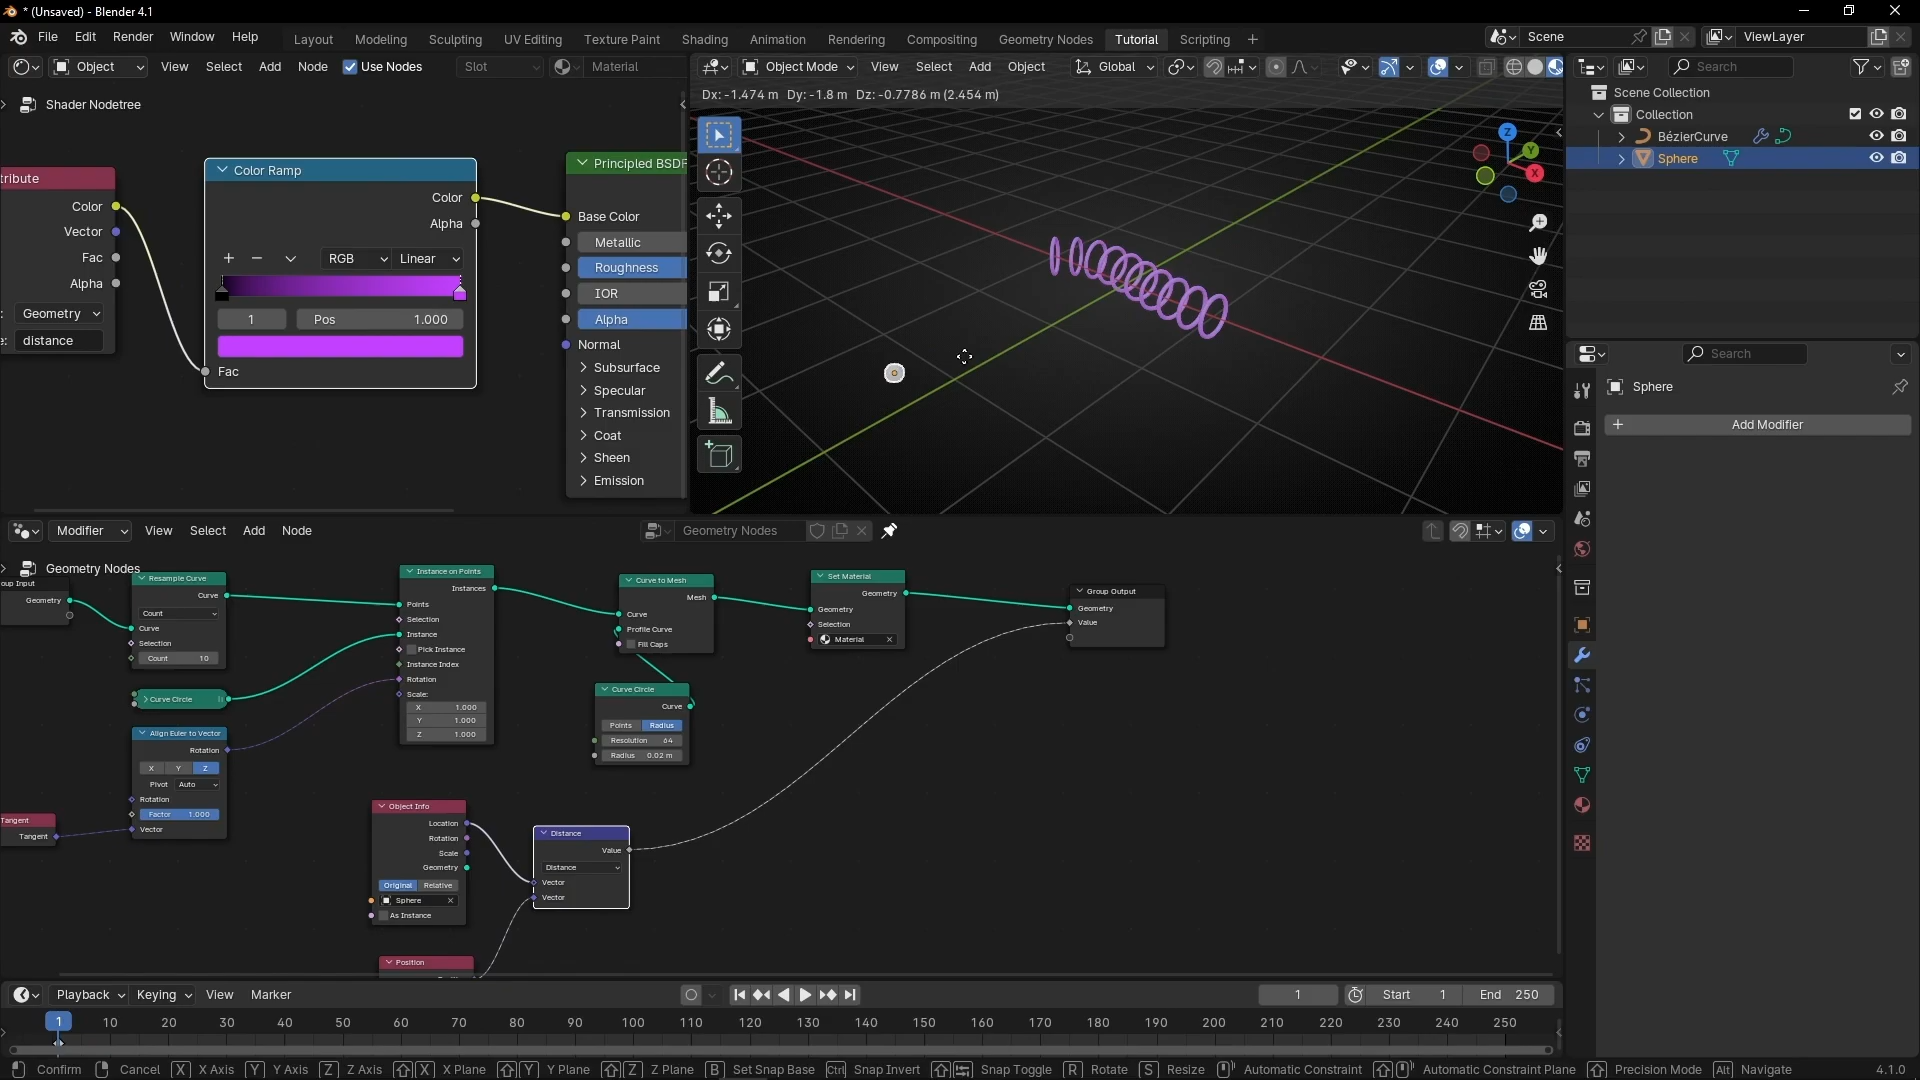 * (Unsaved) - Blender 4.1
File Edit Render Window Help
Layout Modeling Sculpting UV Editing Texture Paint Shading Animation Rendering Compositing Geometry Nodes Tutorial Scripting +
Scene
ViewLayer
Object View Select Add Node Use Nodes Slot Material
Object Mode View Select Add Object Global
Search
Shader Nodetree
Dx: -1.474 m Dy: -1.8 m Dz: -0.7786 m (2.454 m)
Scene Collection
Collection
BézierCurve
Sphere
tribute
Color
Vector
Fac
Alpha
Geometry
e: distance
Color Ramp
Color
Alpha
+ −
RGB
Linear
1
Pos 1.000
Fac
Principled BSDF
Base Color
Metallic
Roughness
IOR
Alpha
Normal
Subsurface
Specular
Transmission
Coat
Sheen
Emission
Z
Y
X
Search
Sphere
+ Add Modifier
Modifier View Select Add Node
Geometry Nodes
Geometry Nodes
oup Input
Geometry
Resample Curve
Curve
Count
Curve
Selection
Count 10
Curve Circle
Align Euler to Vector
Rotation
X Y Z
Pivot Auto
Rotation
Factor 1.000
Vector
Tangent
Tangent
Instance on Points
Instances
Points
Selection
Instance
Pick Instance
Instance Index
Rotation
Scale:
X 1.000
Y 1.000
Z 1.000
Curve to Mesh
Mesh
Curve
Profile Curve
Fill Caps
Curve Circle
Curve
Points Radius
Resolution 64
Radius 0.02 m
Set Material
Geometry
Geometry
Selection
Material
Group Output
Geometry
Value
Object Info
Location
Rotation
Scale
Geometry
Original Relative
Sphere
As Instance
Distance
Value
Distance
Vector
Vector
Position
Playback Keying View Marker
1
Start 1
End 250
1 10 20 30 40 50 60 70 80 90 100 110 120 130 140 150 160 170 180 190 200 210 220 230 240 250
Confirm Cancel X X Axis Y Y Axis Z Z Axis X X Plane Y Y Plane Z Z Plane B Set Snap Base Ctrl Snap Invert Snap Toggle R Rotate S Resize Automatic Constraint Automatic Constraint Plane Precision Mode Alt Navigate 4.1.0